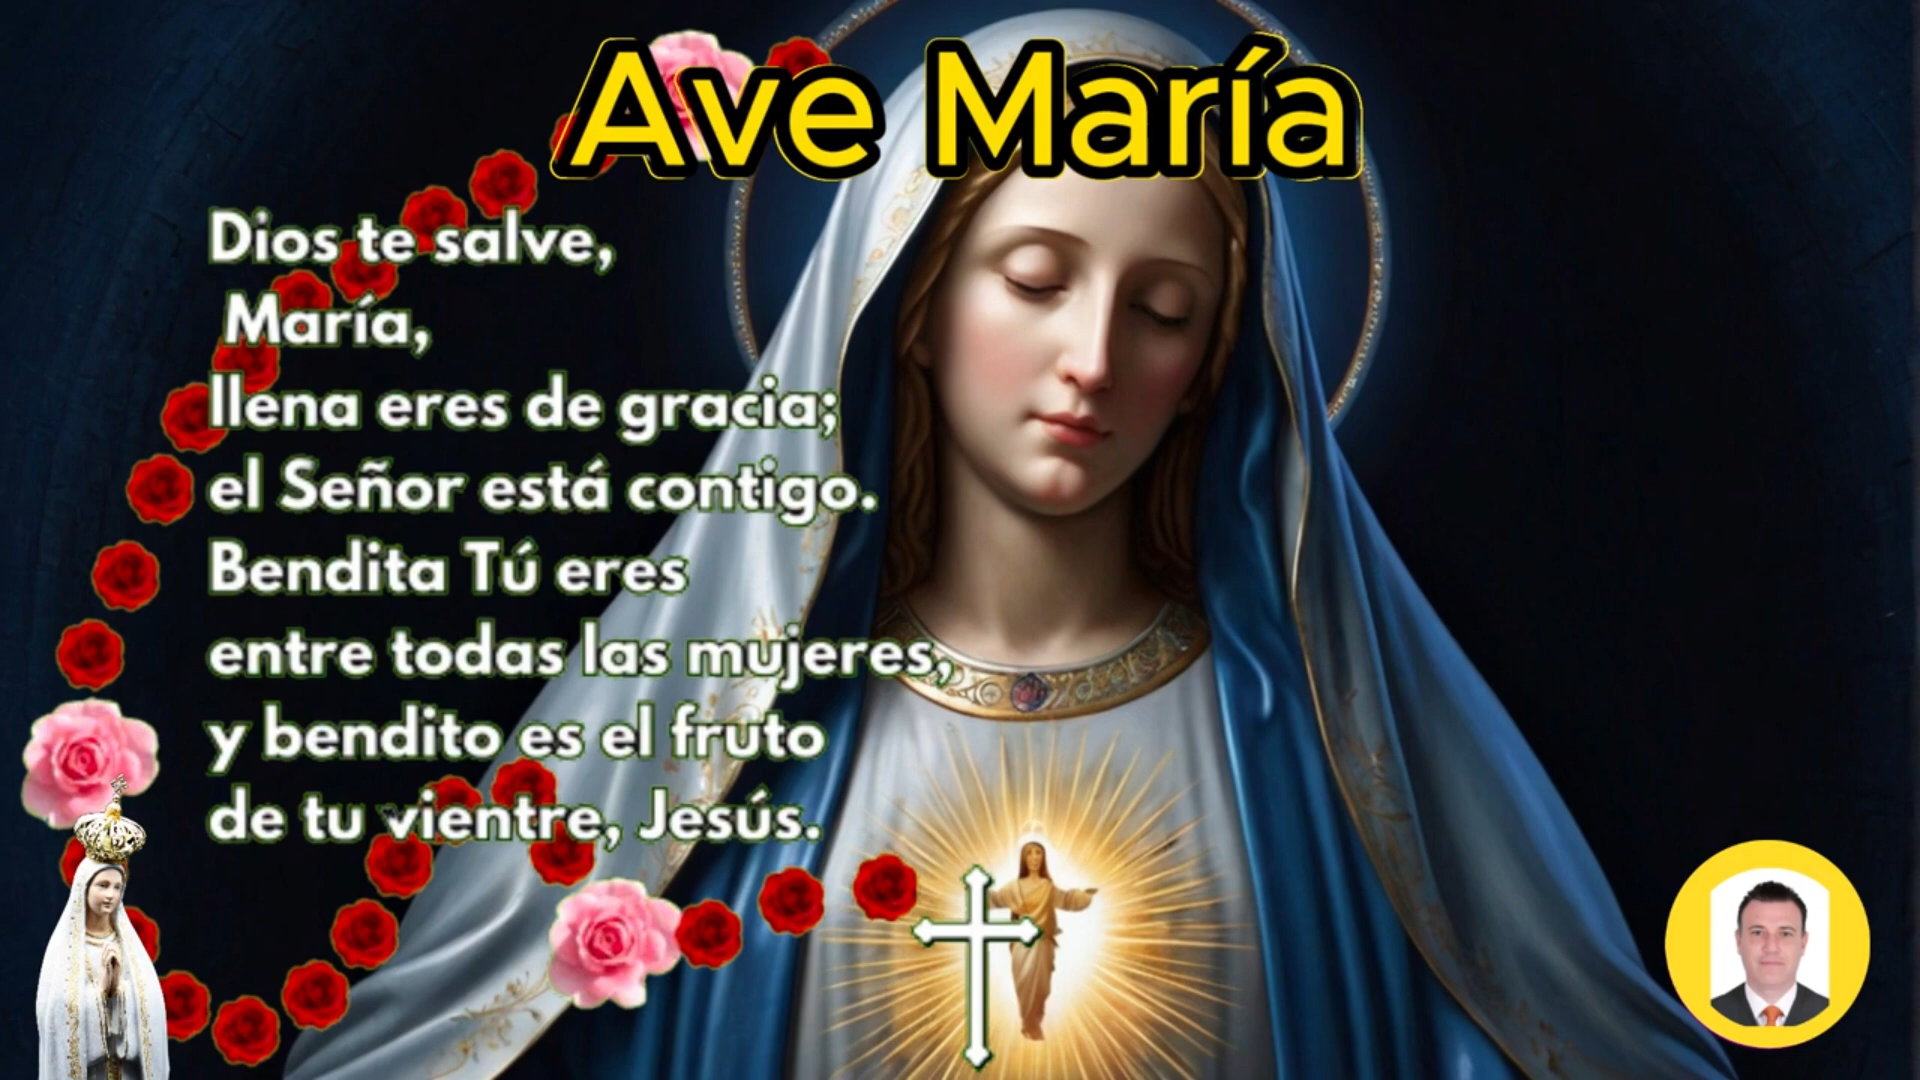 Ave María
Dios te salve,
María,
llena eres de gracia;
el Señor está contigo.
Bendita Tú eres
entre todas las mujeres,
y bendito es el fruto
de tu vientre, Jesús.